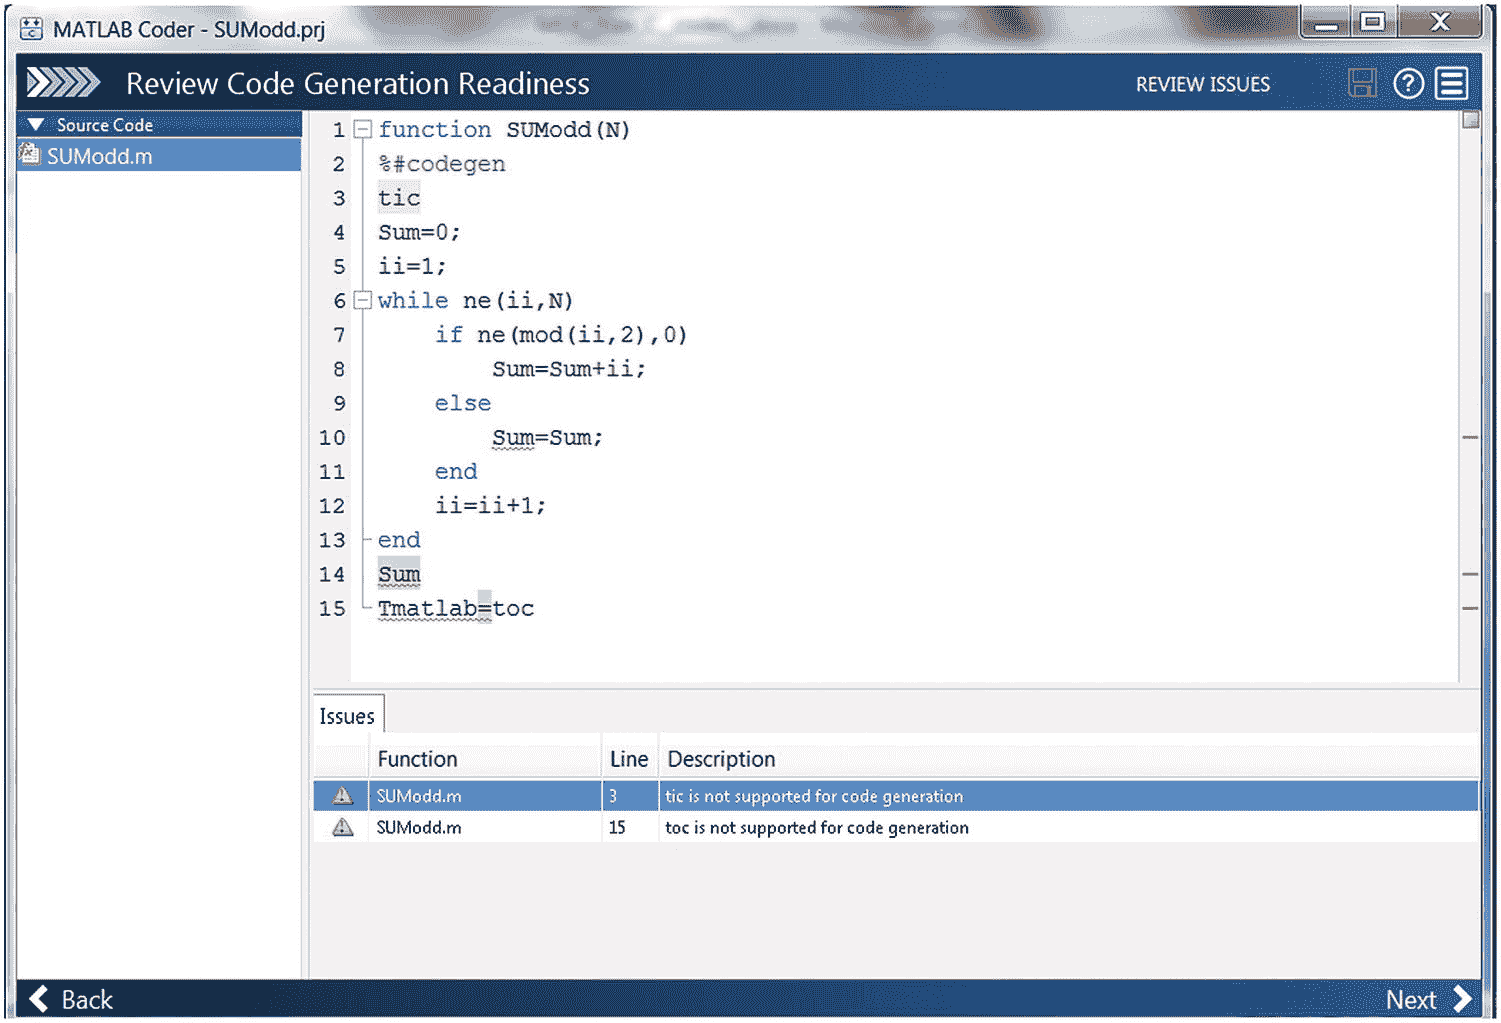 MATLAB Coder - SUModd.prj
Review Code Generation Readiness
REVIEW ISSUES
Source Code
SUModd.m
1 function SUModd(N)
2 %#codegen
3 tic
4 Sum=0;
5 ii=1;
6 while ne(ii,N)
7 if ne(mod(ii,2),0)
8 Sum=Sum+ii;
9 else
10 Sum=Sum;
11 end
12 ii=ii+1;
13 end
14 Sum
15 Tmatlab=toc
Issues
Function Line Description
SUModd.m 3 tic is not supported for code generation
SUModd.m 15 toc is not supported for code generation
Back
Next